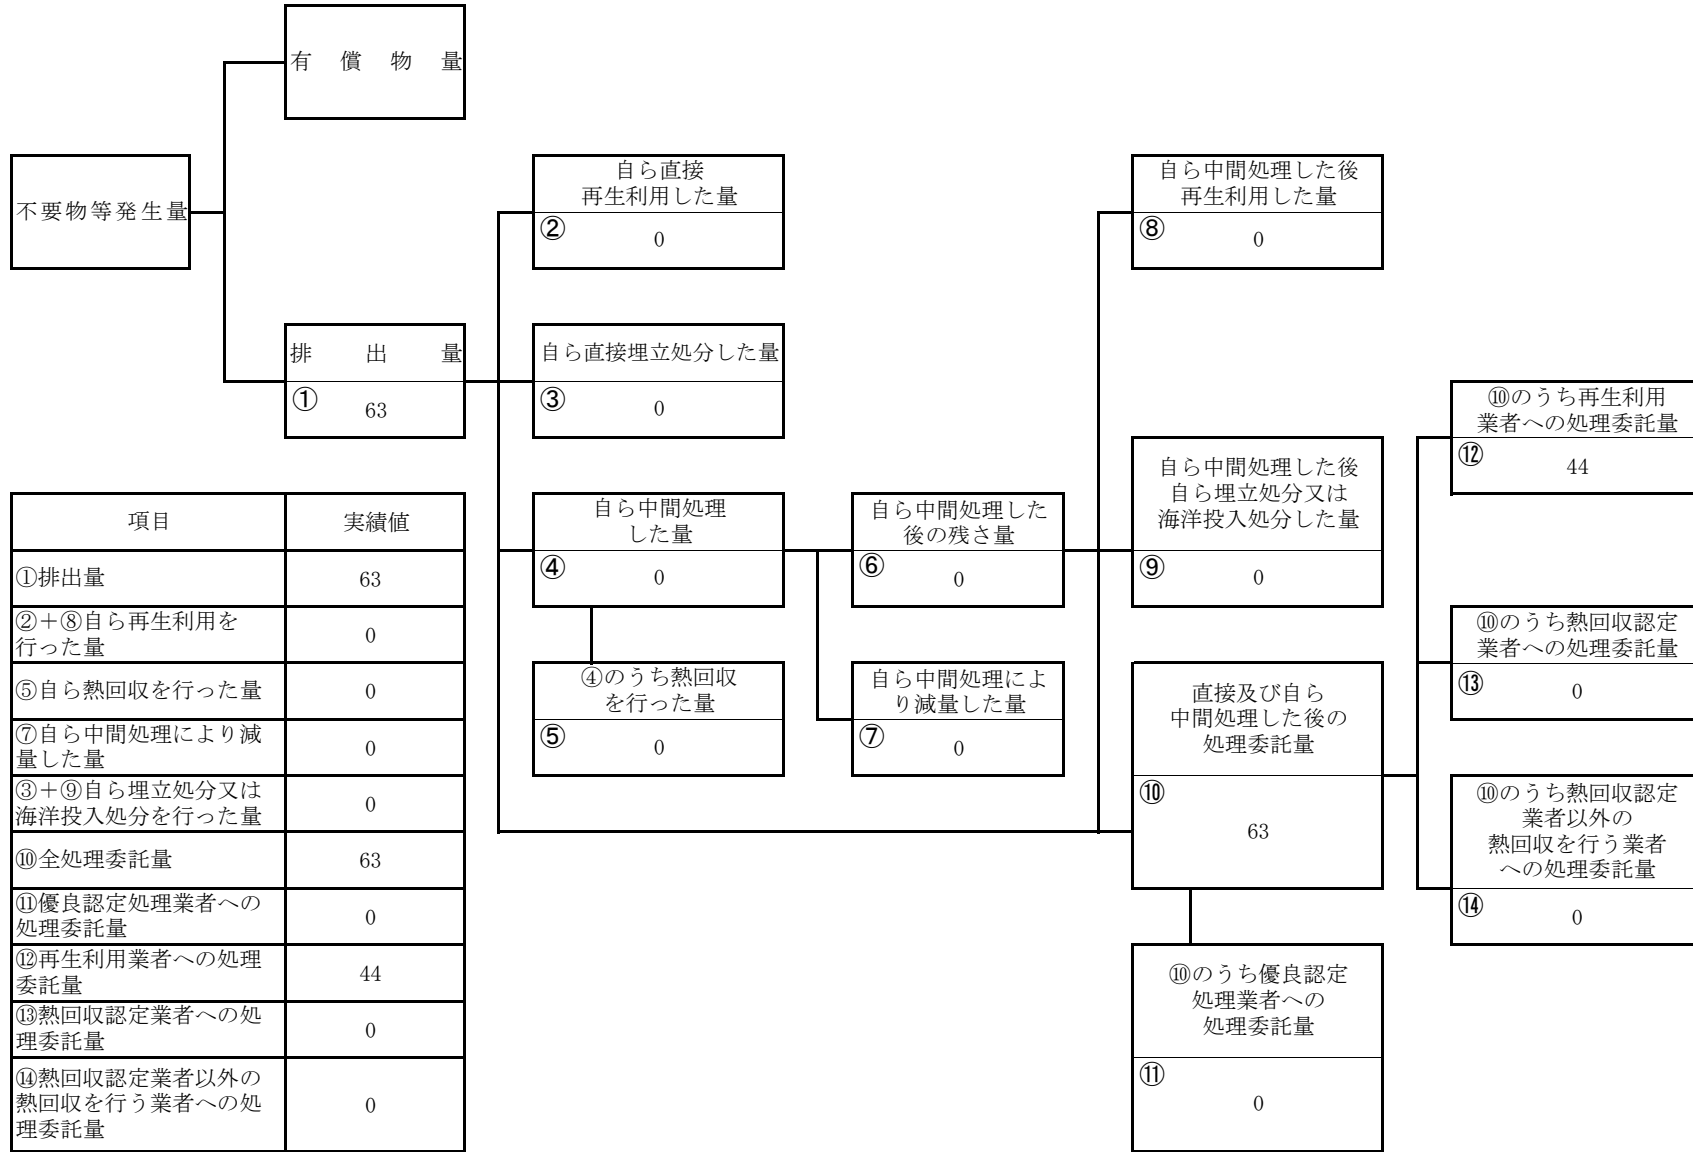 有償物量
不要物等発生量
自ら直接
再生利用した量
②
0
自ら中間処理した後
再生利用した量
⑧
0
排出量
①
63
自ら直接埋立処分した量
③
0
⑩のうち再生利用
業者への処理委託量
⑫
44
自ら中間処理
した量
④
0
自ら中間処理した
後の残さ量
⑥
0
自ら中間処理した後
自ら埋立処分又は
海洋投入処分した量
⑨
0
④のうち熱回収
を行った量
⑤
0
自ら中間処理によ
り減量した量
⑦
0
直接及び自ら
中間処理した後の
処理委託量
⑩
63
⑩のうち熱回収認定
業者への処理委託量
⑬
0
⑩のうち熱回収認定
業者以外の
熱回収を行う業者
への処理委託量
⑭
0
⑩のうち優良認定
処理業者への
処理委託量
⑪
0
項目 実績値
①排出量 63
②＋⑧自ら再生利用を
行った量
0
⑤自ら熱回収を行った量 0
⑦自ら中間処理により減
量した量
0
③＋⑨自ら埋立処分又は
海洋投入処分を行った量
0
⑩全処理委託量 63
⑪優良認定処理業者への
処理委託量
0
⑫再生利用業者への処理
委託量
44
⑬熱回収認定業者への処
理委託量
0
⑭熱回収認定業者以外の
熱回収を行う業者への処
理委託量
0